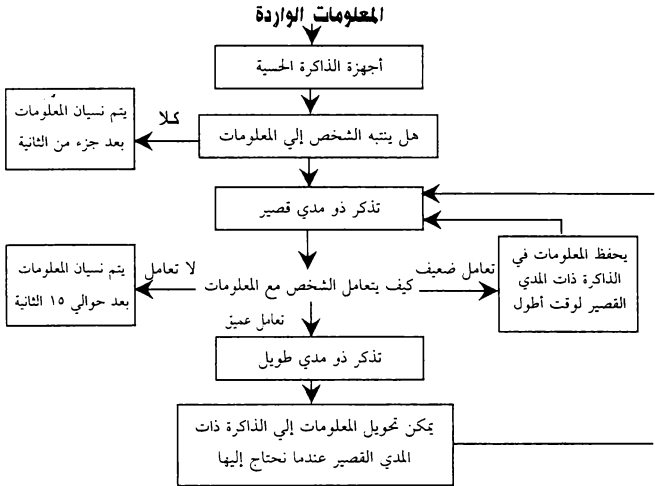 المعلومات الواردة
أجهزة الذاكرة الحسية
هل ينتبه الشخص إلي المعلومات
كلا
يتم نسيان المعلومات
بعد جزء من الثانية
تذكر ذو مدي قصير
كيف يتعامل الشخص مع المعلومات
تعامل ضعيف
يحفظ المعلومات في
الذاكرة ذات المدي
القصير لوقت أطول
لا تعامل
يتم نسيان المعلومات
بعد حوالي ١٥ الثانية
تعامل عميق
تذكر ذو مدي طويل
يمكن تحويل المعلومات إلي الذاكرة ذات
المدي القصير عندما نحتاج إليها